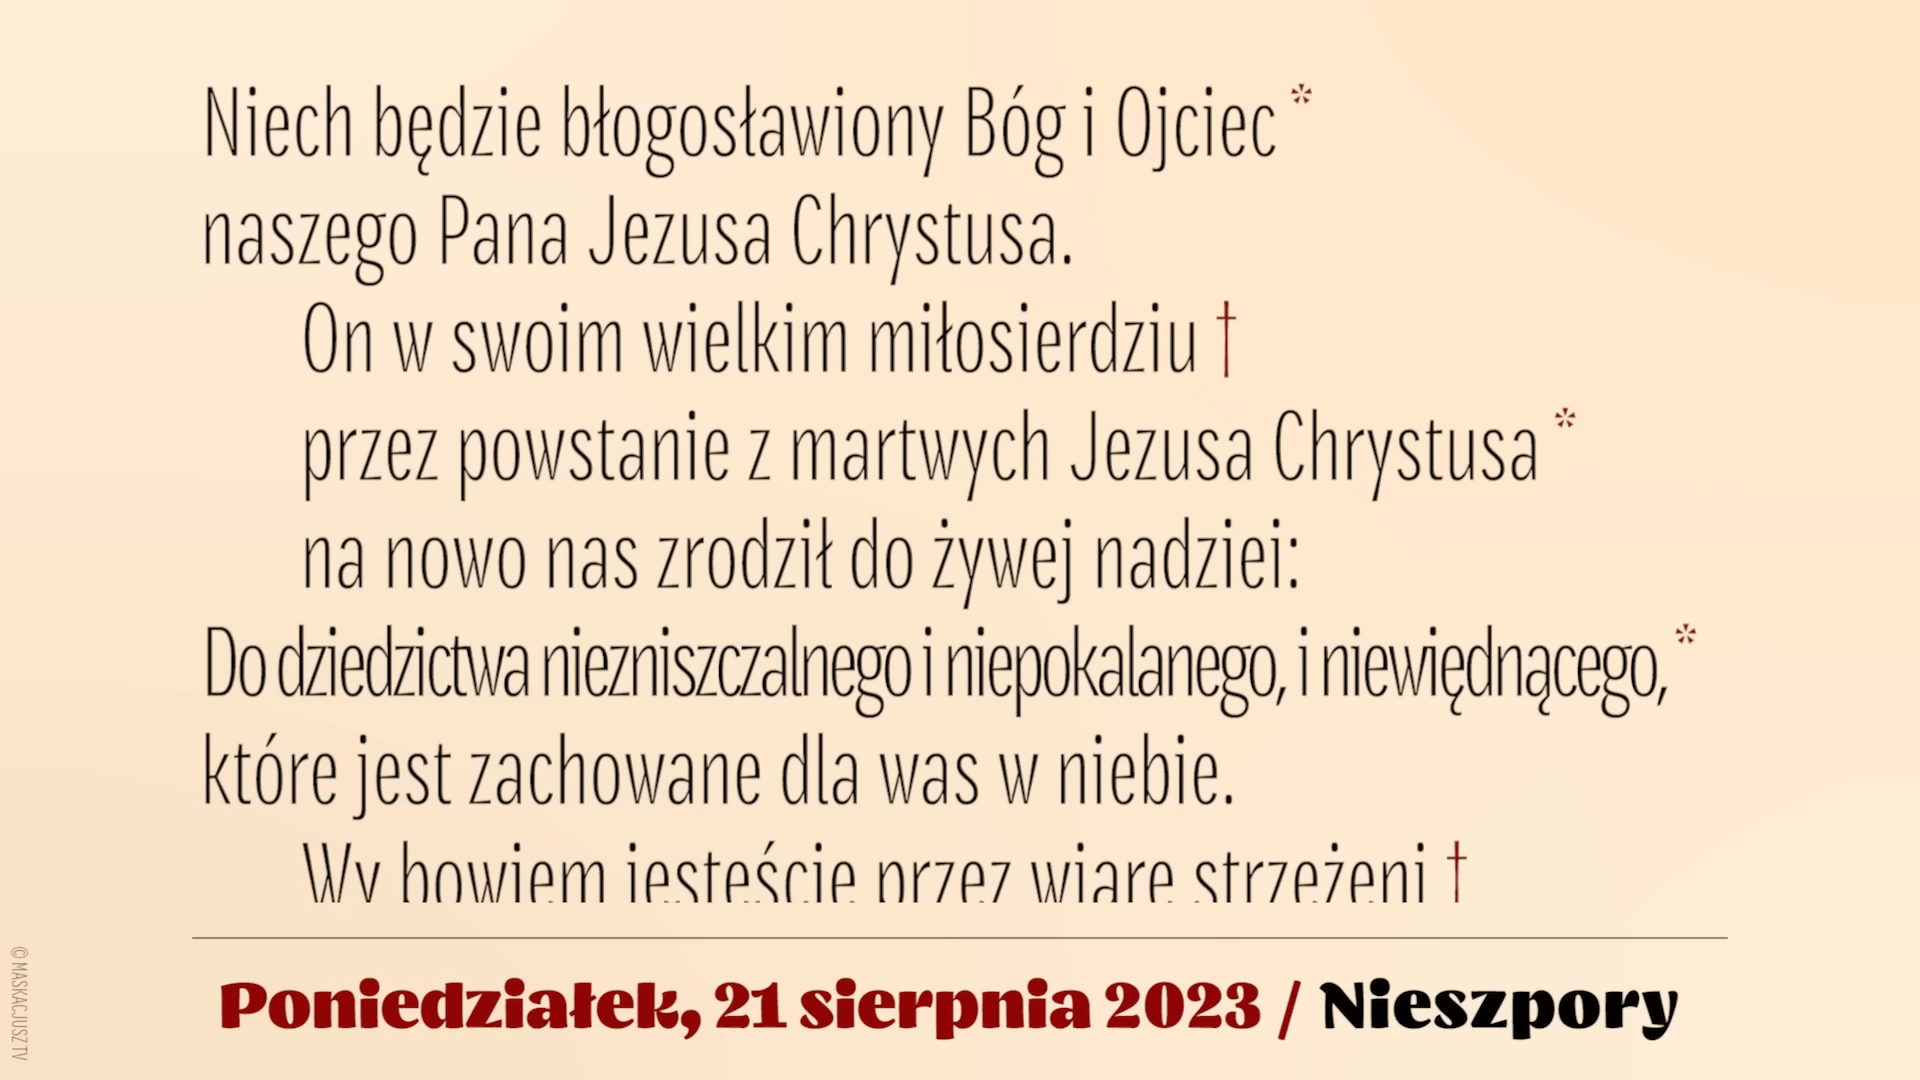 Niech będzie błogosławiony Bóg i Ojciec *
naszego Pana Jezusa Chrystusa.
On w swoim wielkim miłosierdziu †
przez powstanie z martwych Jezusa Chrystusa *
na nowo nas zrodził do żywej nadziei:
Do dziedzictwa niezniszczalnego i niepokalanego, i niewiędnącego, *
które jest zachowane dla was w niebie.
Wy bowiem jesteście przez wiarę strzeżeni †
Poniedziałek, 21 sierpnia 2023 / Nieszpory
© MASKACJUSZ TV